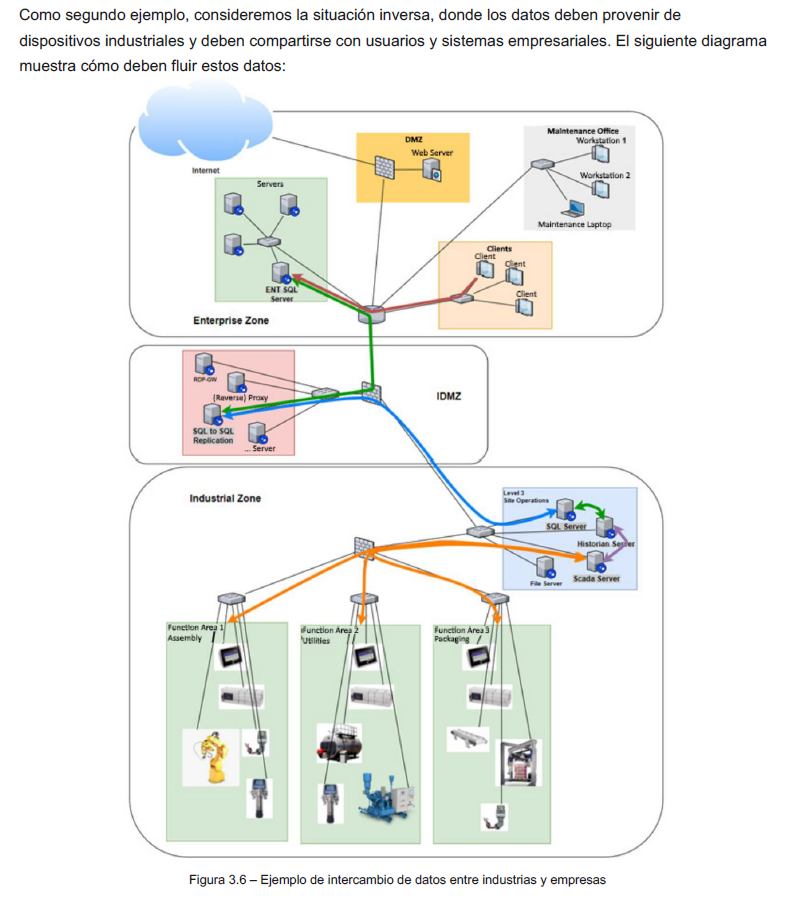 Como segundo ejemplo, consideremos la situación inversa, donde los datos deben provenir de
dispositivos industriales y deben compartirse con usuarios y sistemas empresariales. El siguiente diagrama
muestra cómo deben fluir estos datos:
Internet
DMZ
Web Server
Maintenance Office
Workstation 1
Workstation 2
Maintenance Laptop
Servers
ENT SQL
Server
Clients
Client
Client
Client
Enterprise Zone
RDP-GW
(Reverse) Proxy
SQL to SQL
Replication
... Server
IDMZ
Industrial Zone
Level 3
Site Operations
SQL Server
Historian Server
File Server
Scada Server
Function Area 1
Assembly
Function Area 2
Utilities
Function Area 3
Packaging
Figura 3.6 – Ejemplo de intercambio de datos entre industrias y empresas